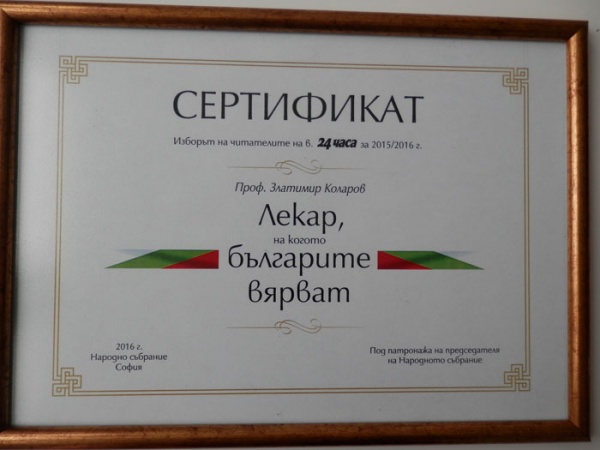 СЕРТИФИКАТ
Изборът на читателите на в. 24 часа за 2015/2016 г.
Проф. Златимир Коларов
Лекар,
на когото
българите
вярват
2016 г.
Народно събрание
София
Под патронажа на председателя
на Народното събрание